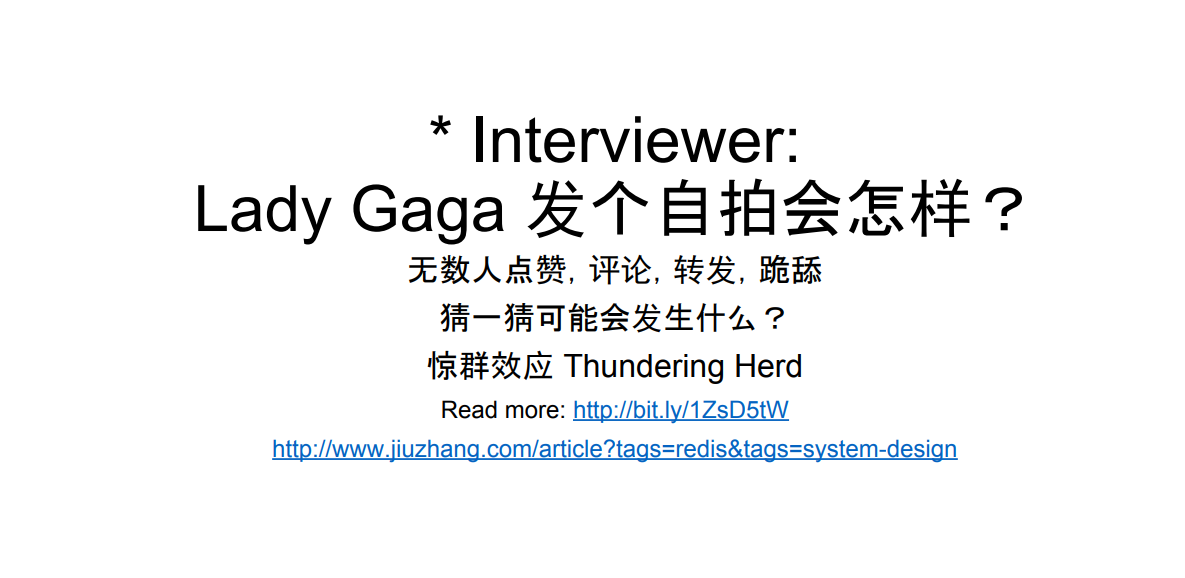 * Interviewer:
Lady Gaga 发个自拍会怎样？
无数人点赞, 评论, 转发, 跪舔
猜一猜可能会发生什么？
惊群效应 Thundering Herd
Read more: http://bit.ly/1ZsD5tW
http://www.jiuzhang.com/article?tags=redis&tags=system-design